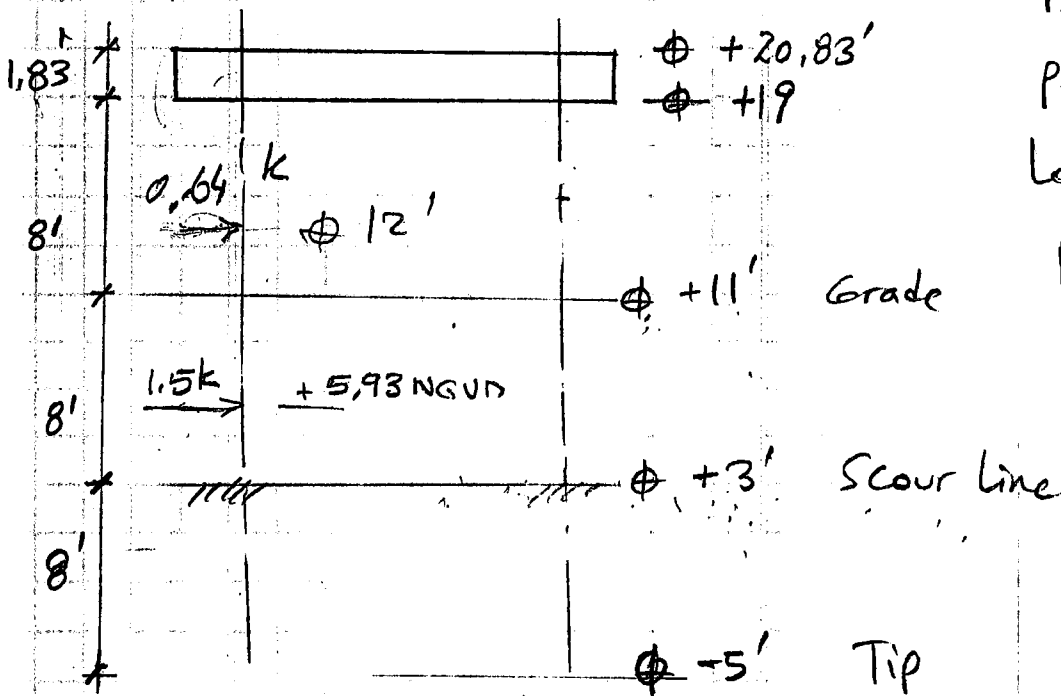 1,83' ⌀ +20,83'
⌀ +19
0,64 k
8' ⌀ 12'
⌀ +11' Grade
1.5k +5,93 NGVD
8'
⌀ +3' Scour Line
8'
⌀ -5' Tip